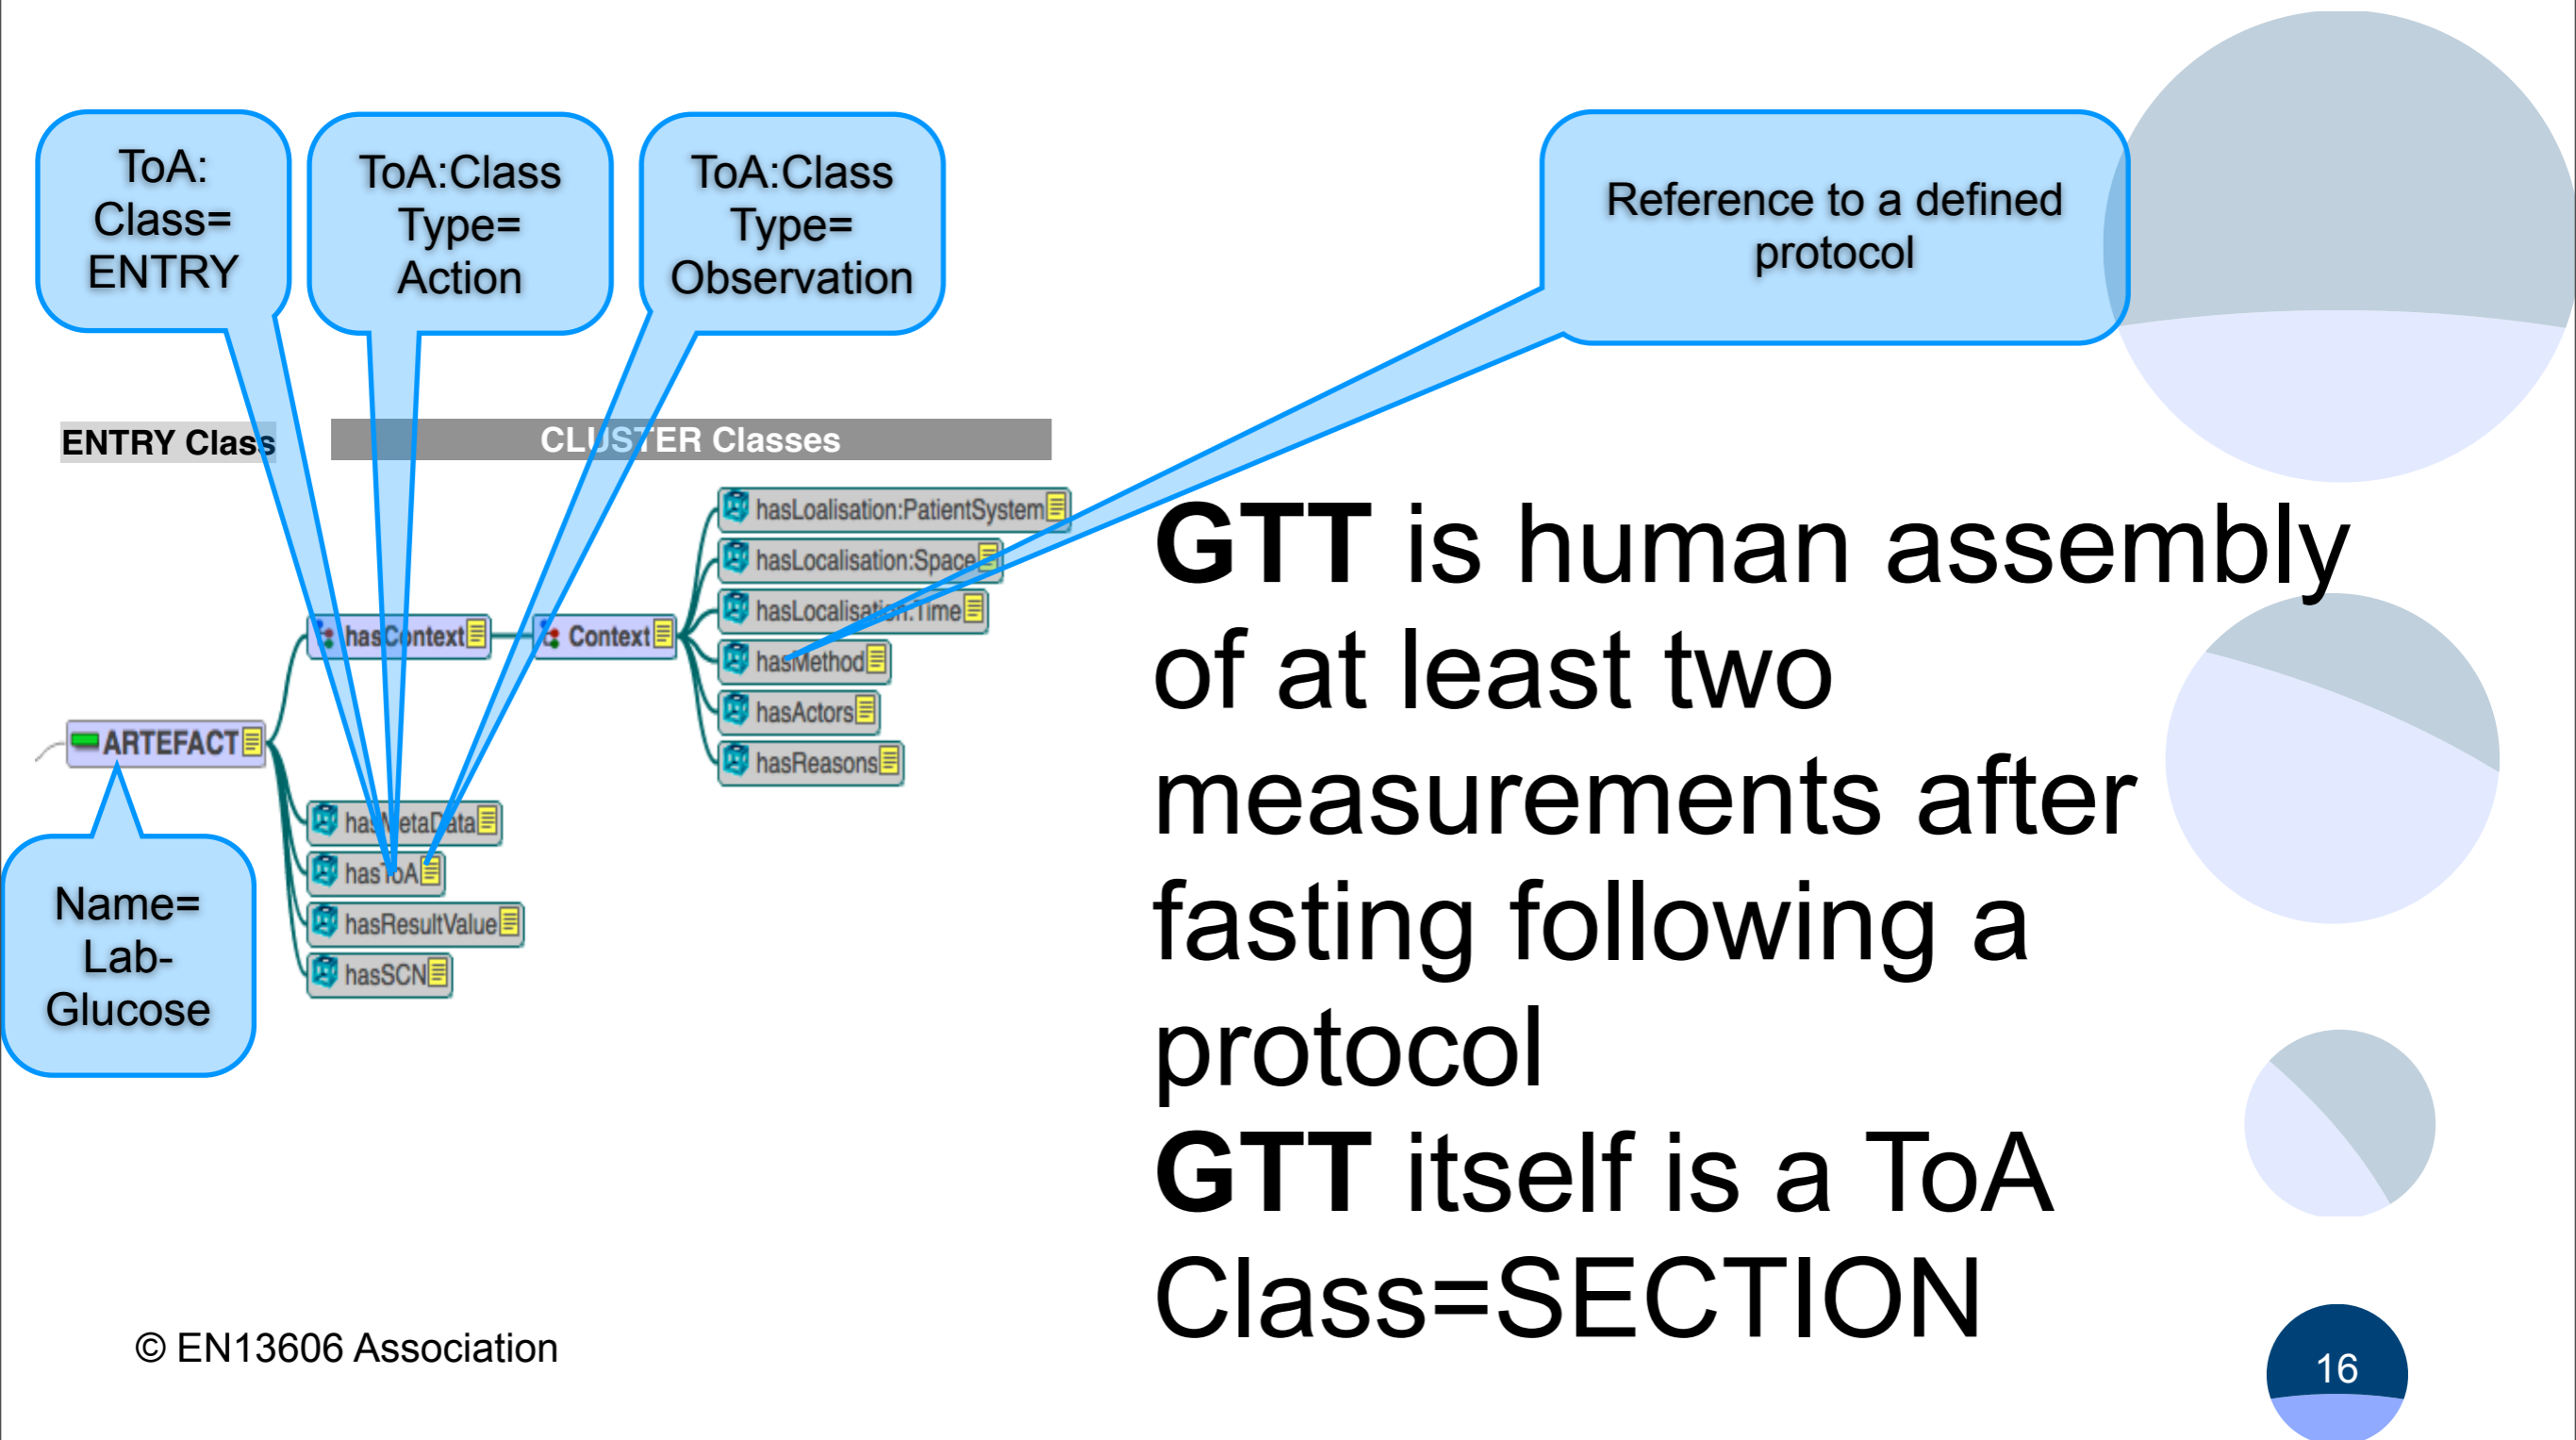 ToA:
Class=
ENTRY
ToA:Class
Type=
Action
ToA:Class
Type=
Observation
Reference to a defined
protocol
ENTRY Class
CLUSTER Classes
hasLoalisation:PatientSystem
hasLocalisation:Space
hasLocalisation:Time
hasContext
Context
hasMethod
hasActors
ARTEFACT
hasReasons
hasMetaData
hasToA
hasResultValue
hasSCN
Name=
Lab-
Glucose
GTT is human assembly
of at least two
measurements after
fasting following a
protocol
GTT itself is a ToA
Class=SECTION
© EN13606 Association
16